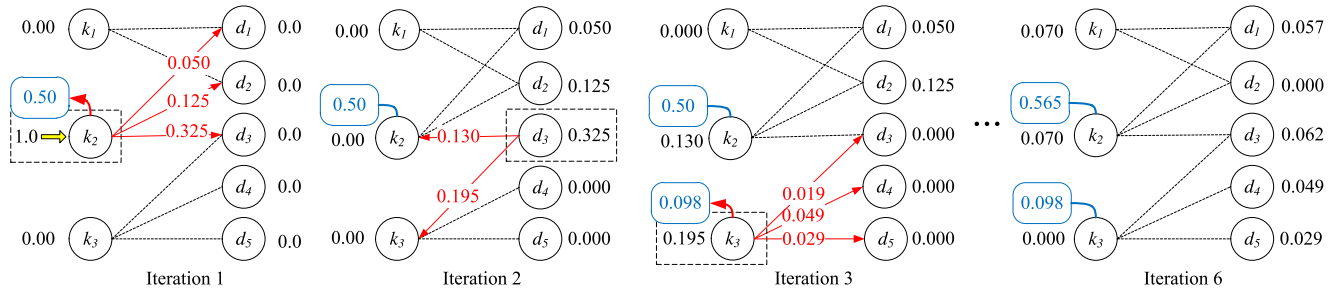 0.00 k1 d1 0.0
0.050
0.50 0.125 d2 0.0
1.0 k2 0.325 d3 0.0
d4 0.0
0.00 k3 d5 0.0
Iteration 1
0.00 k1 d1 0.050
d2 0.125
0.50
0.00 k2 0.130 d3 0.325
0.195 d4 0.000
0.00 k3 d5 0.000
Iteration 2
0.000 k1 d1 0.050
d2 0.125
0.50
0.130 k2 d3 0.000
0.019 d4 0.000
0.098 0.049
0.195 k3 0.029 d5 0.000
Iteration 3
...
0.070 k1 d1 0.057
d2 0.000
0.565
0.070 k2 d3 0.062
d4 0.049
0.098
0.000 k3 d5 0.029
Iteration 6